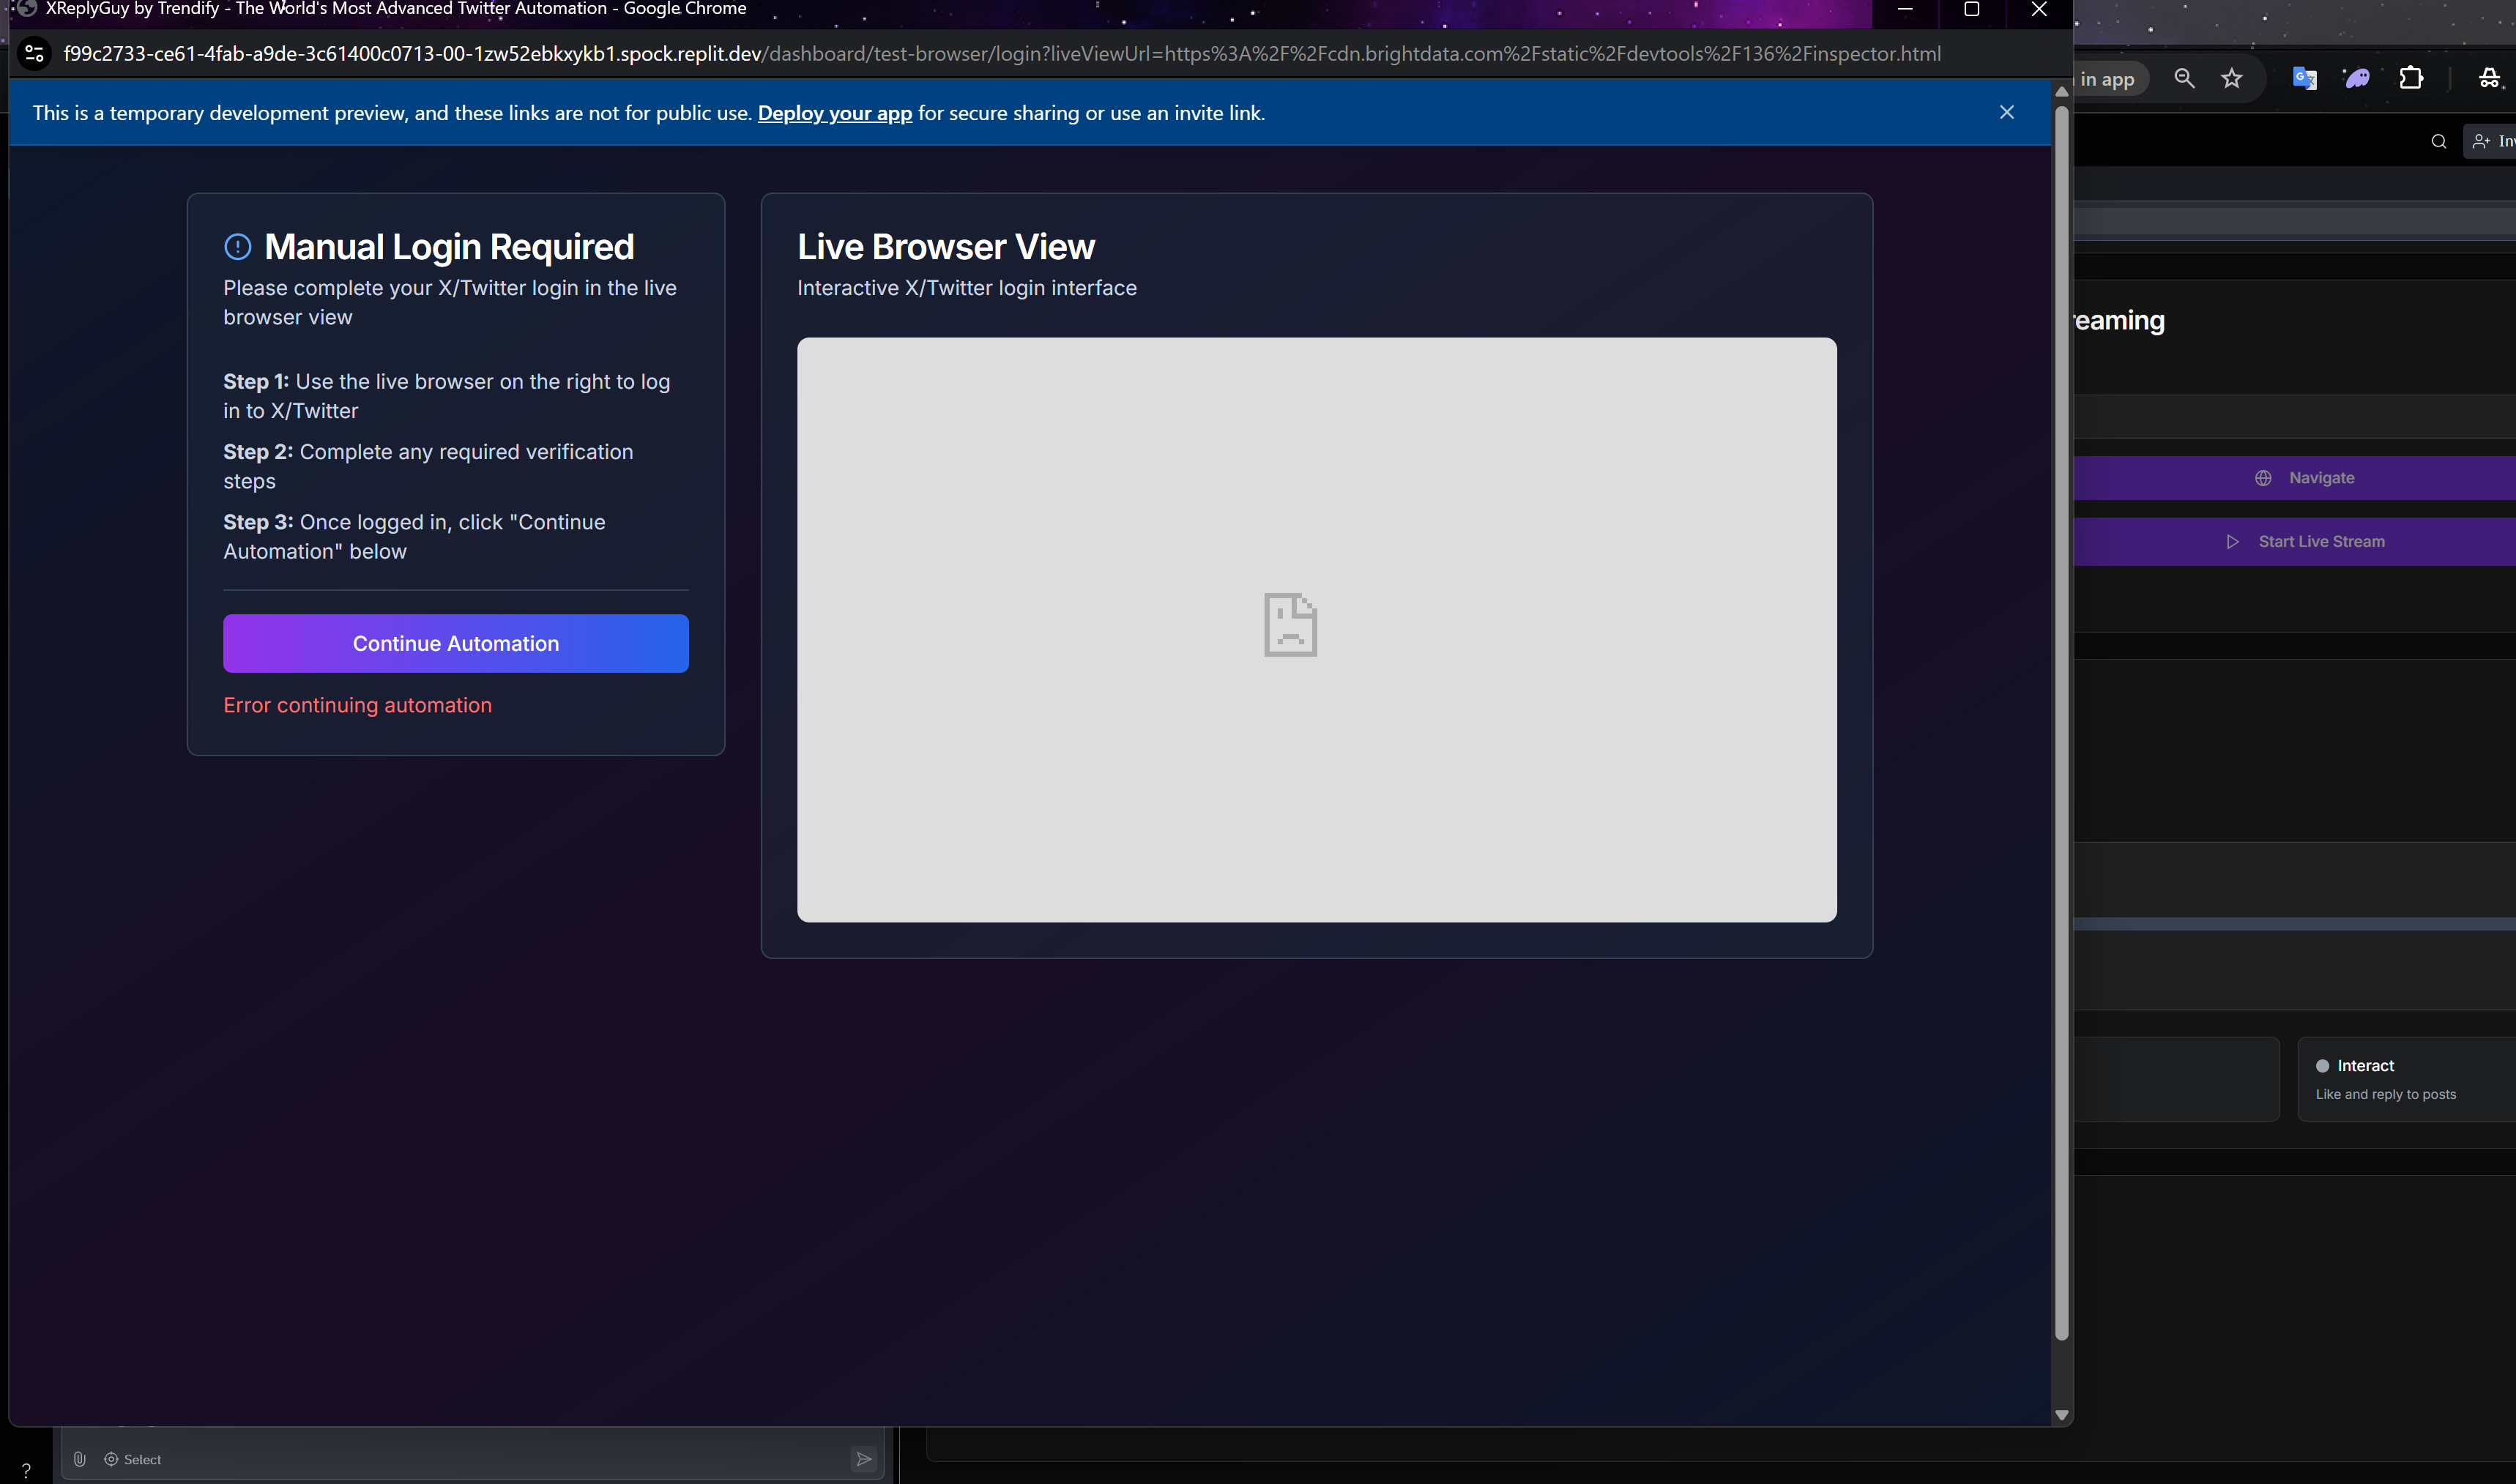 XReplyGuy by Trendify - The World's Most Advanced Twitter Automation - Google Chrome
f99c2733-ce61-4fab-a9de-3c61400c0713-00-1zw52ebkxykb1.spock.replit.dev/dashboard/test-browser/login?liveViewUrl=https%3A%2F%2Fcdn.brightdata.com%2Fstatic%2Fdevtools%2F136%2Finspector.html
in app
This is a temporary development preview, and these links are not for public use. Deploy your app for secure sharing or use an invite link.
Manual Login Required
Please complete your X/Twitter login in the live
browser view
Step 1: Use the live browser on the right to log
in to X/Twitter
Step 2: Complete any required verification
steps
Step 3: Once logged in, click "Continue
Automation" below
Continue Automation
Error continuing automation
Live Browser View
Interactive X/Twitter login interface
reaming
Navigate
Start Live Stream
Interact
Like and reply to posts
Select
?